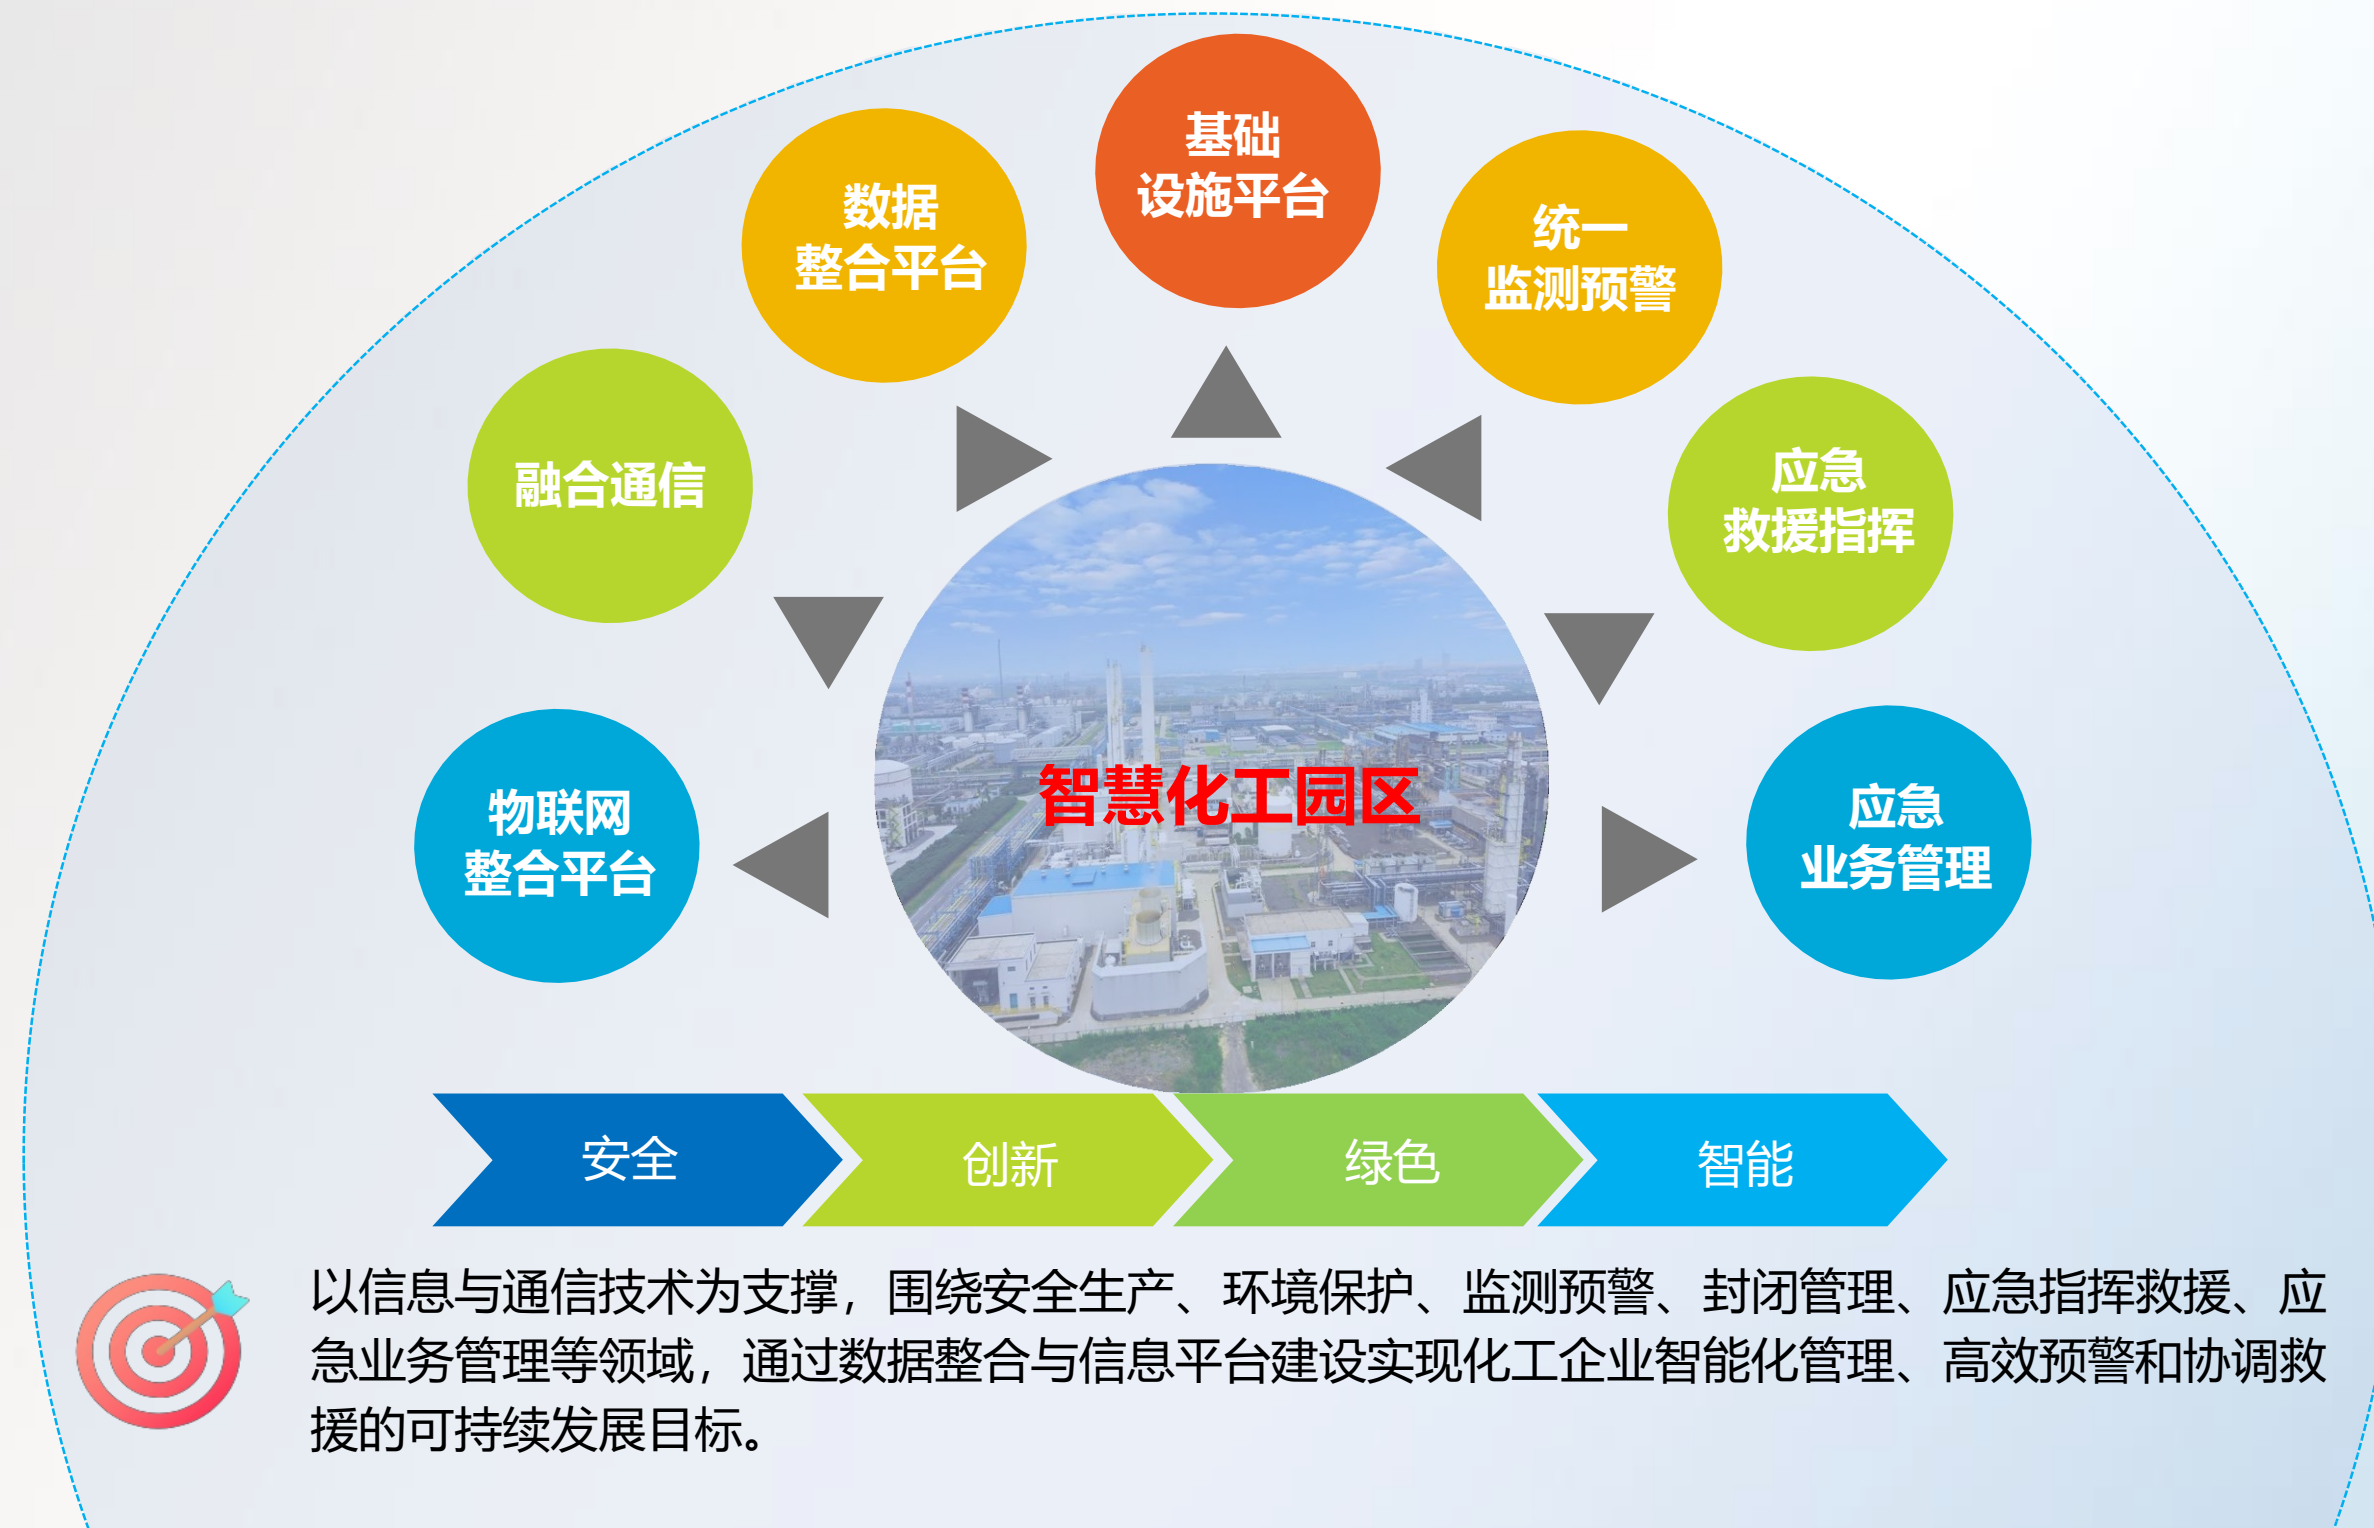 基础
设施平台
数据
整合平台
统一
监测预警
融合通信
应急
救援指挥
物联网
整合平台
智慧化工园区
应急
业务管理
安全
创新
绿色
智能
以信息与通信技术为支撑，围绕安全生产、环境保护、监测预警、封闭管理、应急指挥救援、应
急业务管理等领域，通过数据整合与信息平台建设实现化工企业智能化管理、高效预警和协调救
援的可持续发展目标。